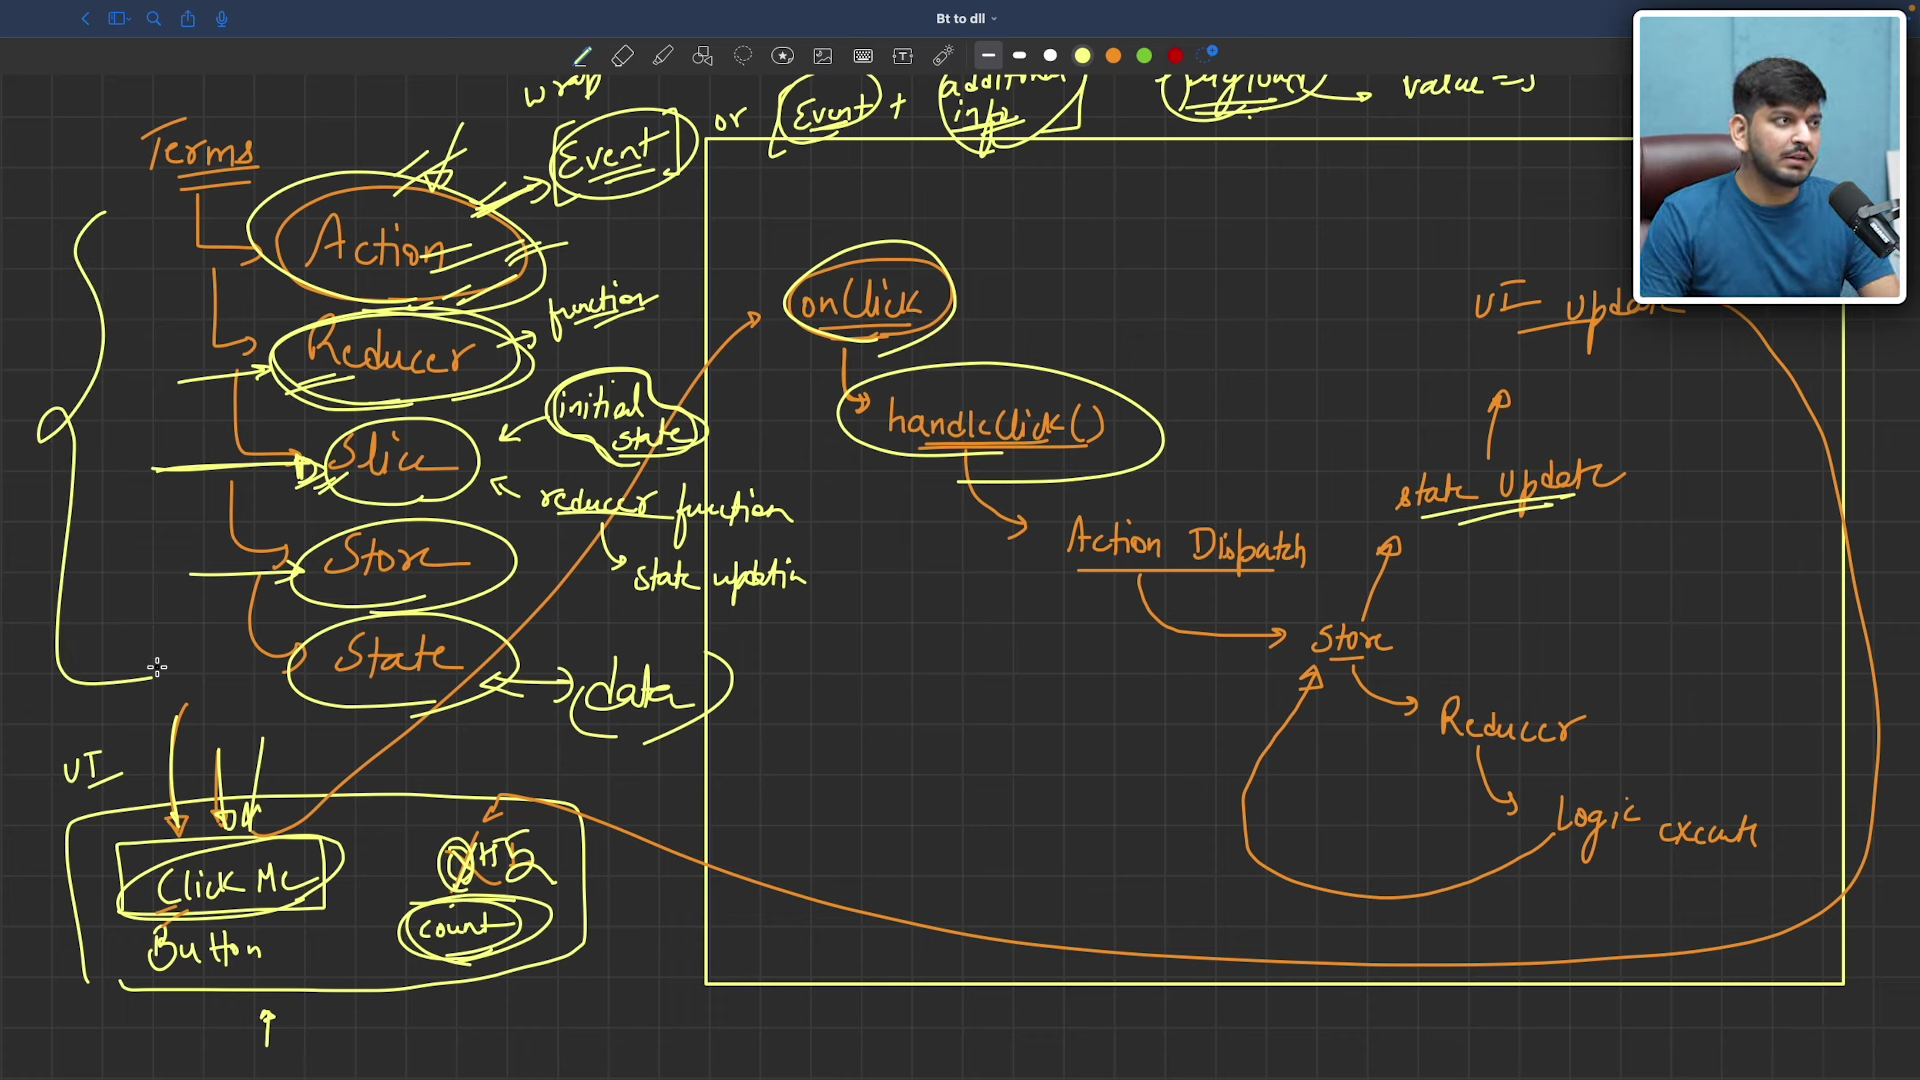 Bt to dll
wrap
Terms
Event
or
Event +
additional
info
payload
value =>
Action
function
Reducer
initial
state
Slice
reducer function
state updatin
Store
State
data
UI
Click Me
Button
+1
count
onClick
handleClick()
Action Dispatch
Store
Reducer
Logic execute
state Update
UI update